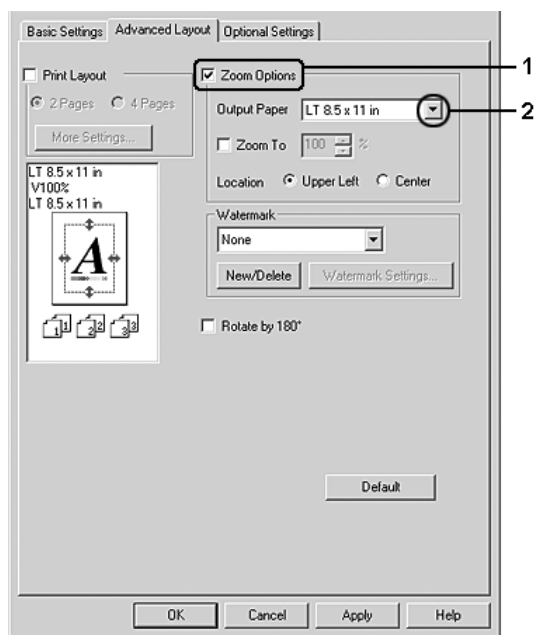 Basic Settings Advanced Layout Optional Settings
Print Layout
2 Pages 4 Pages
More Settings...
LT 8.5 x 11 in
V100%
LT 8.5 x 11 in
A
1 1 2 2 3 3
Zoom Options
1
Output Paper LT 8.5 x 11 in
2
Zoom To 100 %
Location Upper Left Center
Watermark
None
New/Delete Watermark Settings...
Rotate by 180°
Default
OK Cancel Apply Help